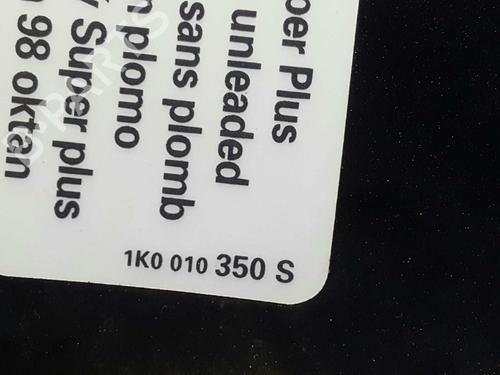 per Plus
unleaded
sans plomb
n plomo
Super plus
98 oktan
1K0 010 350 S